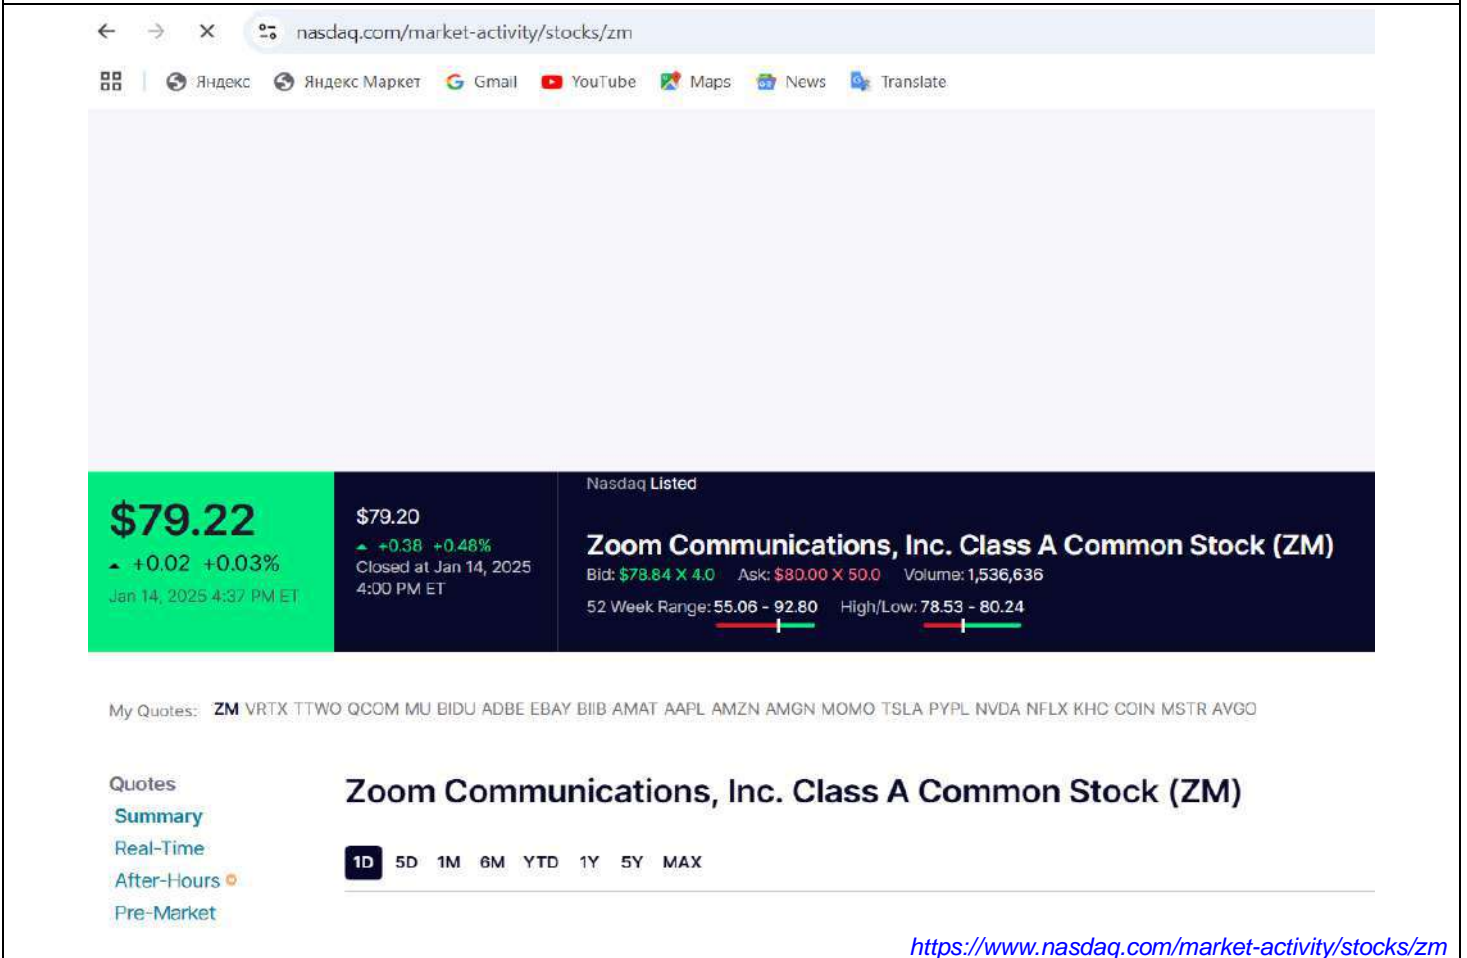 nasdaq.com/market-activity/stocks/zm
Яндекс Яндекс Маркет Gmail YouTube Maps News Translate
Nasdaq Listed
$79.22
+0.02 +0.03%
Jan 14, 2025 4:37 PM ET
$79.20
+0.38 +0.48%
Closed at Jan 14, 2025
4:00 PM ET
Zoom Communications, Inc. Class A Common Stock (ZM)
Bid: $78.84 X 4.0 Ask: $80.00 X 50.0 Volume: 1,536,636
52 Week Range: 55.06 - 92.80 High/Low: 78.53 - 80.24
My Quotes: ZM VRTX TTWO QCOM MU BIDU ADBE EBAY BIIB AMAT AAPL AMZN AMGN MOMO TSLA PYPL NVDA NFLX KHC COIN MSTR AVGO
Quotes
Summary
Real-Time
After-Hours
Pre-Market
Zoom Communications, Inc. Class A Common Stock (ZM)
1D 5D 1M 6M YTD 1Y 5Y MAX
https://www.nasdaq.com/market-activity/stocks/zm